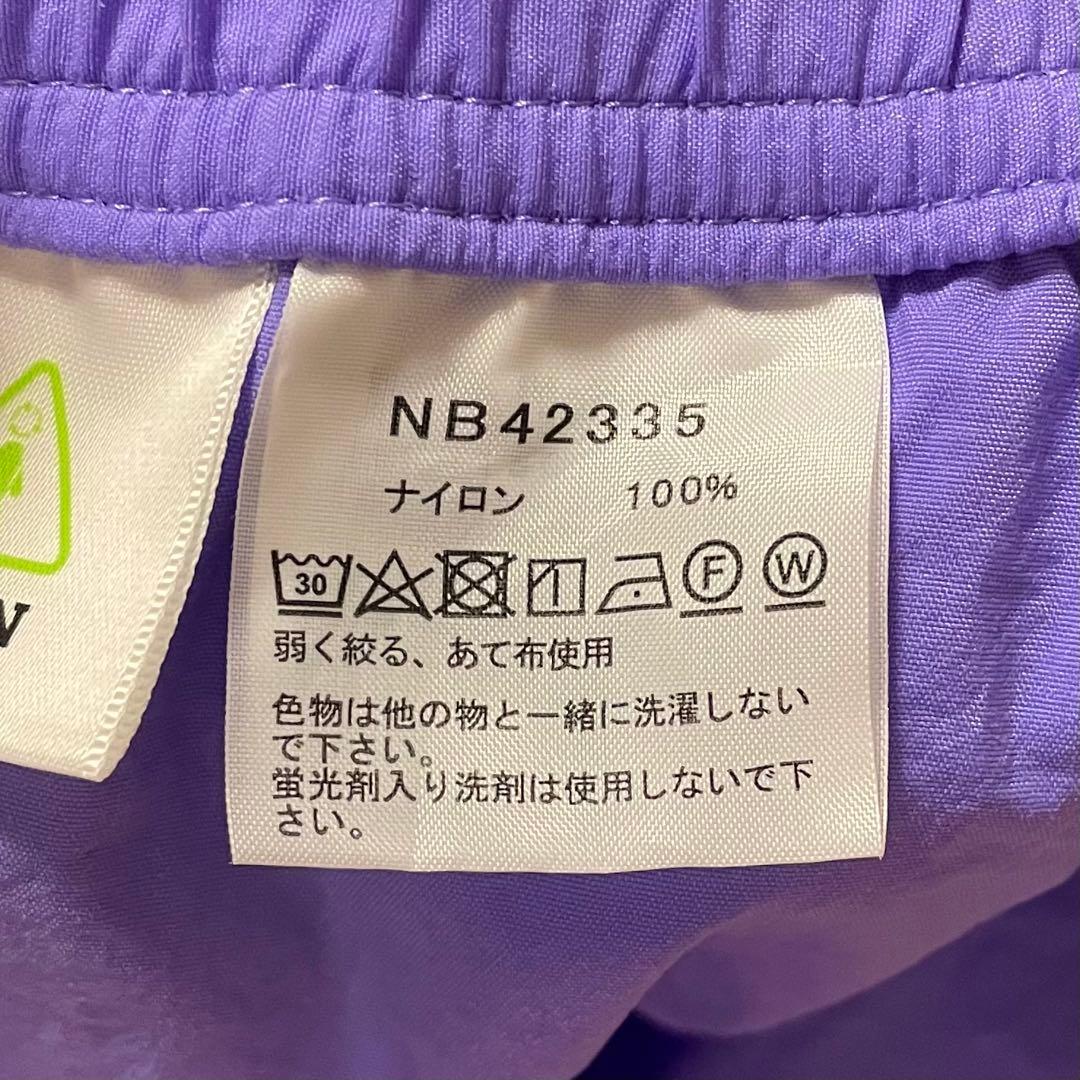 NB42335
ナイロン 100%
30 F W
弱く絞る、あて布使用
色物は他の物と一緒に洗濯しない
で下さい。
蛍光剤入り洗剤は使用しないで下
さい。